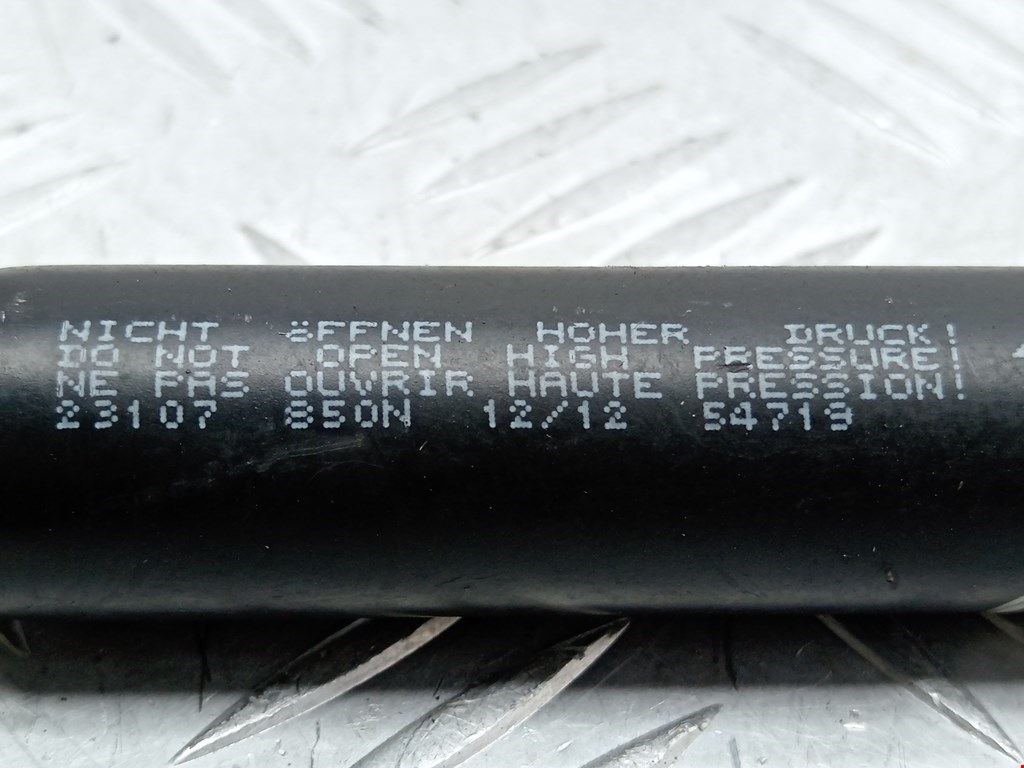 NICHT öFFNEN HOHER DRUCK!
DO NOT OPEN HIGH PRESSURE!
NE PAS OUVRIR HAUTE PRESSION!
23107 850N 12/12 54719